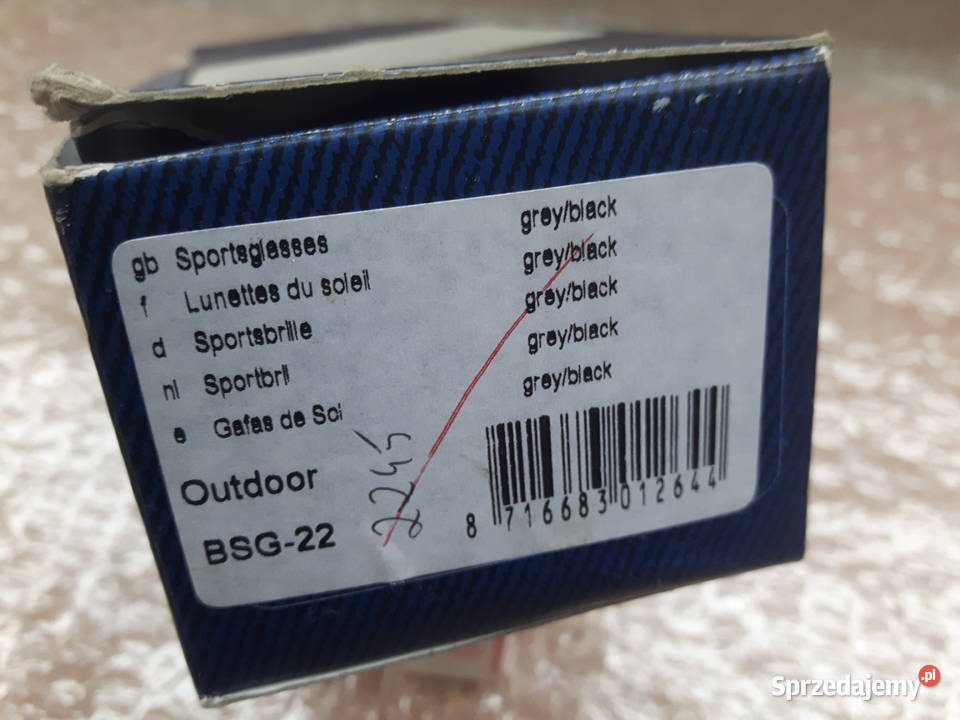 gb Sportsglasses grey/black
f Lunettes du soleil grey/black
d Sportsbrille grey/black
nl Sportbril grey/black
e Gafas de Sol grey/black
Outdoor
BSG-22
2245
8 716683 012644
Sprzedajemy.pl